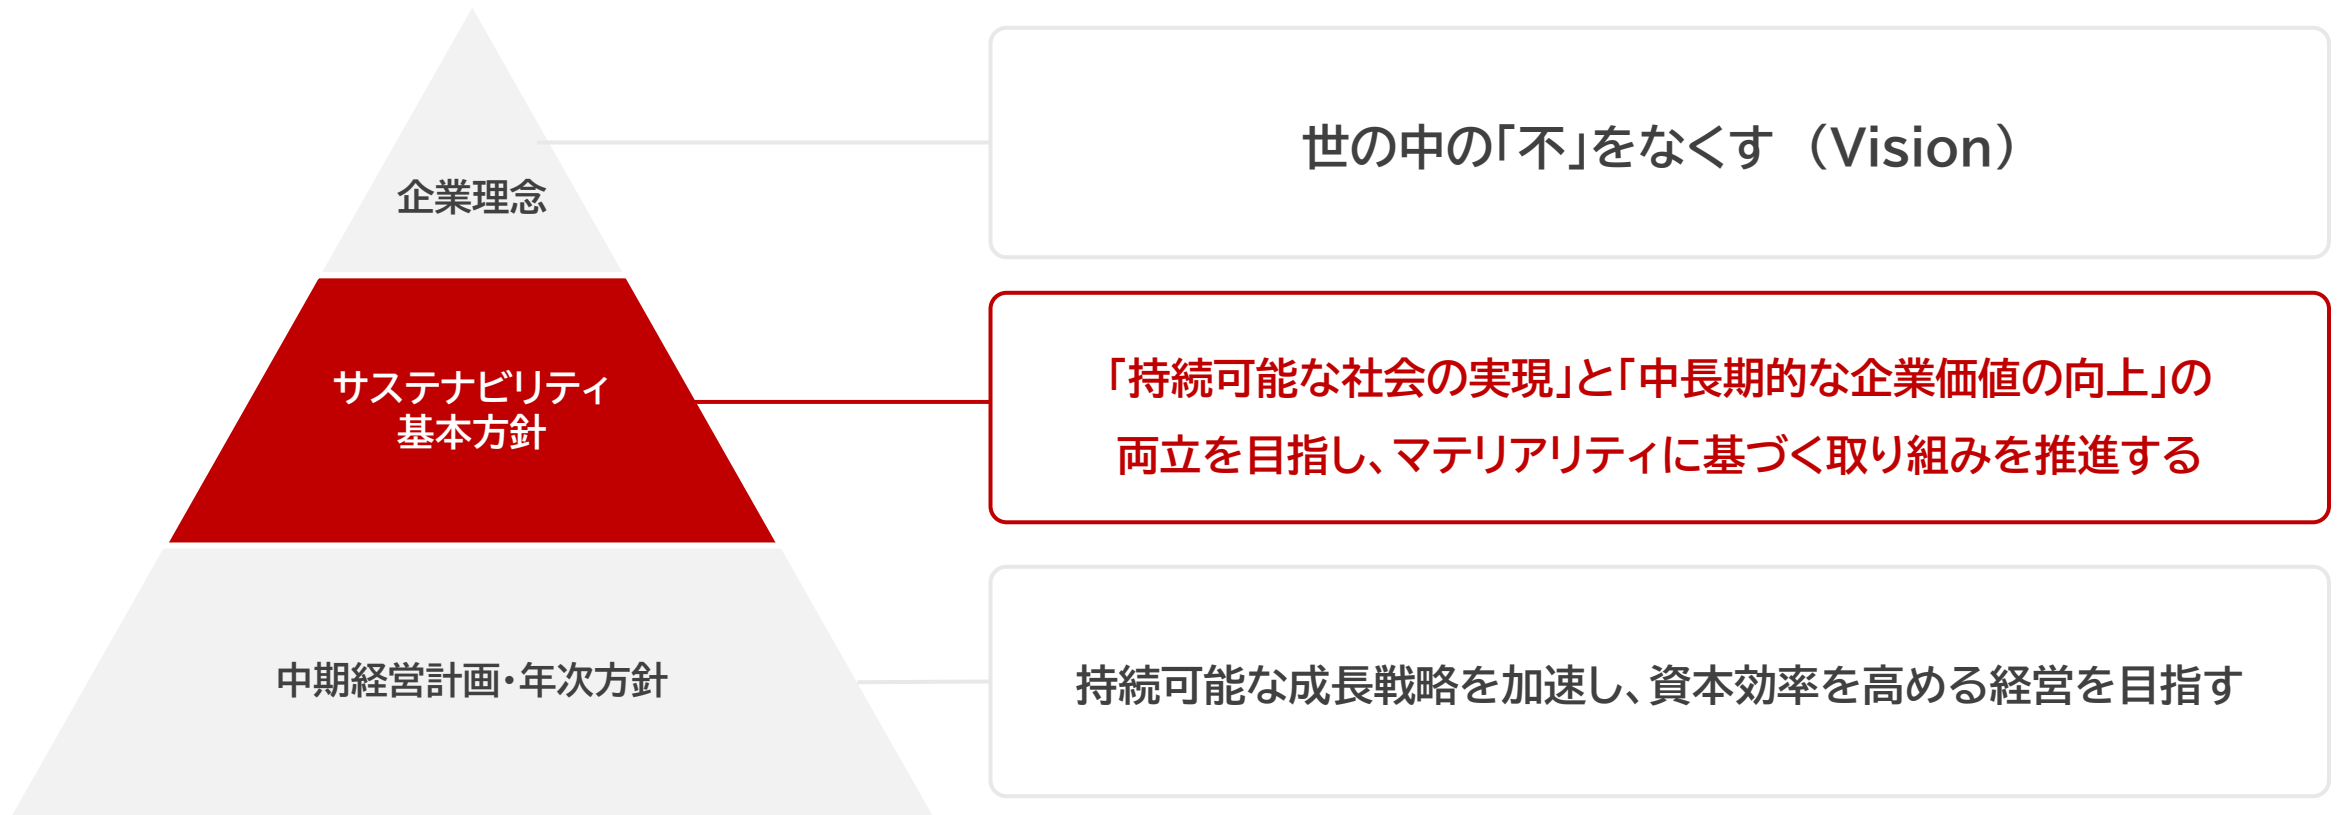 企業理念
世の中の「不」をなくす（Vision）
サステナビリティ
基本方針
「持続可能な社会の実現」と「中長期的な企業価値の向上」の
両立を目指し、マテリアリティに基づく取り組みを推進する
中期経営計画・年次方針
持続可能な成長戦略を加速し、資本効率を高める経営を目指す